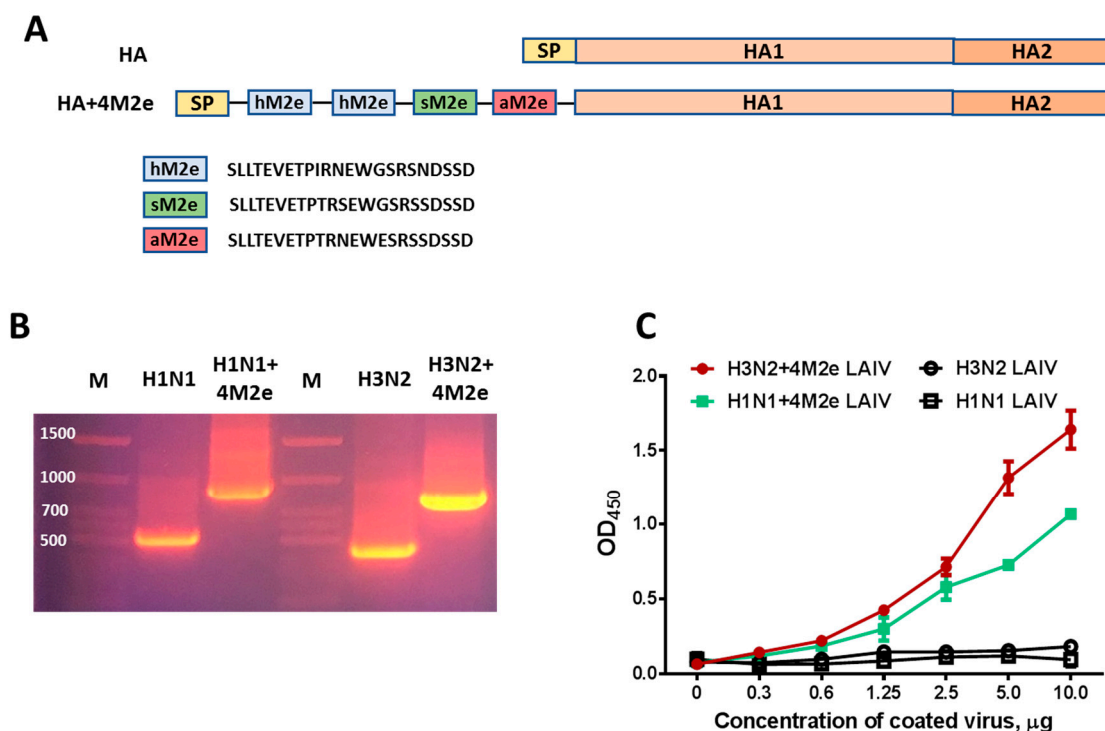 A
HA SP HA1 HA2
HA+4M2e SP hM2e hM2e sM2e aM2e HA1 HA2
hM2e SLLTEVETPIRNEWGSRSNDSSD
sM2e SLLTEVETPTRSEWGSRSSDSSD
aM2e SLLTEVETPTRNEWESRSSDSSD
B
M H1N1 H1N1+ 4M2e M H3N2 H3N2+ 4M2e
1500
1000
700
500
C
H3N2+4M2e LAIV H3N2 LAIV
H1N1+4M2e LAIV H1N1 LAIV
2.0
1.5
1.0
0.5
0.0
OD450
0 0.3 0.6 1.25 2.5 5.0 10.0
Concentration of coated virus, µg